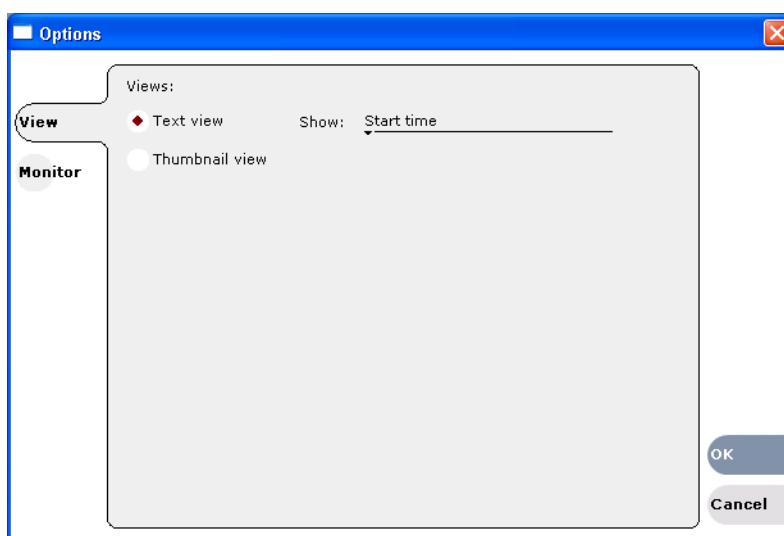 Options
Views:
View
Text view
Show:
Start time
Thumbnail view
Monitor
OK
Cancel